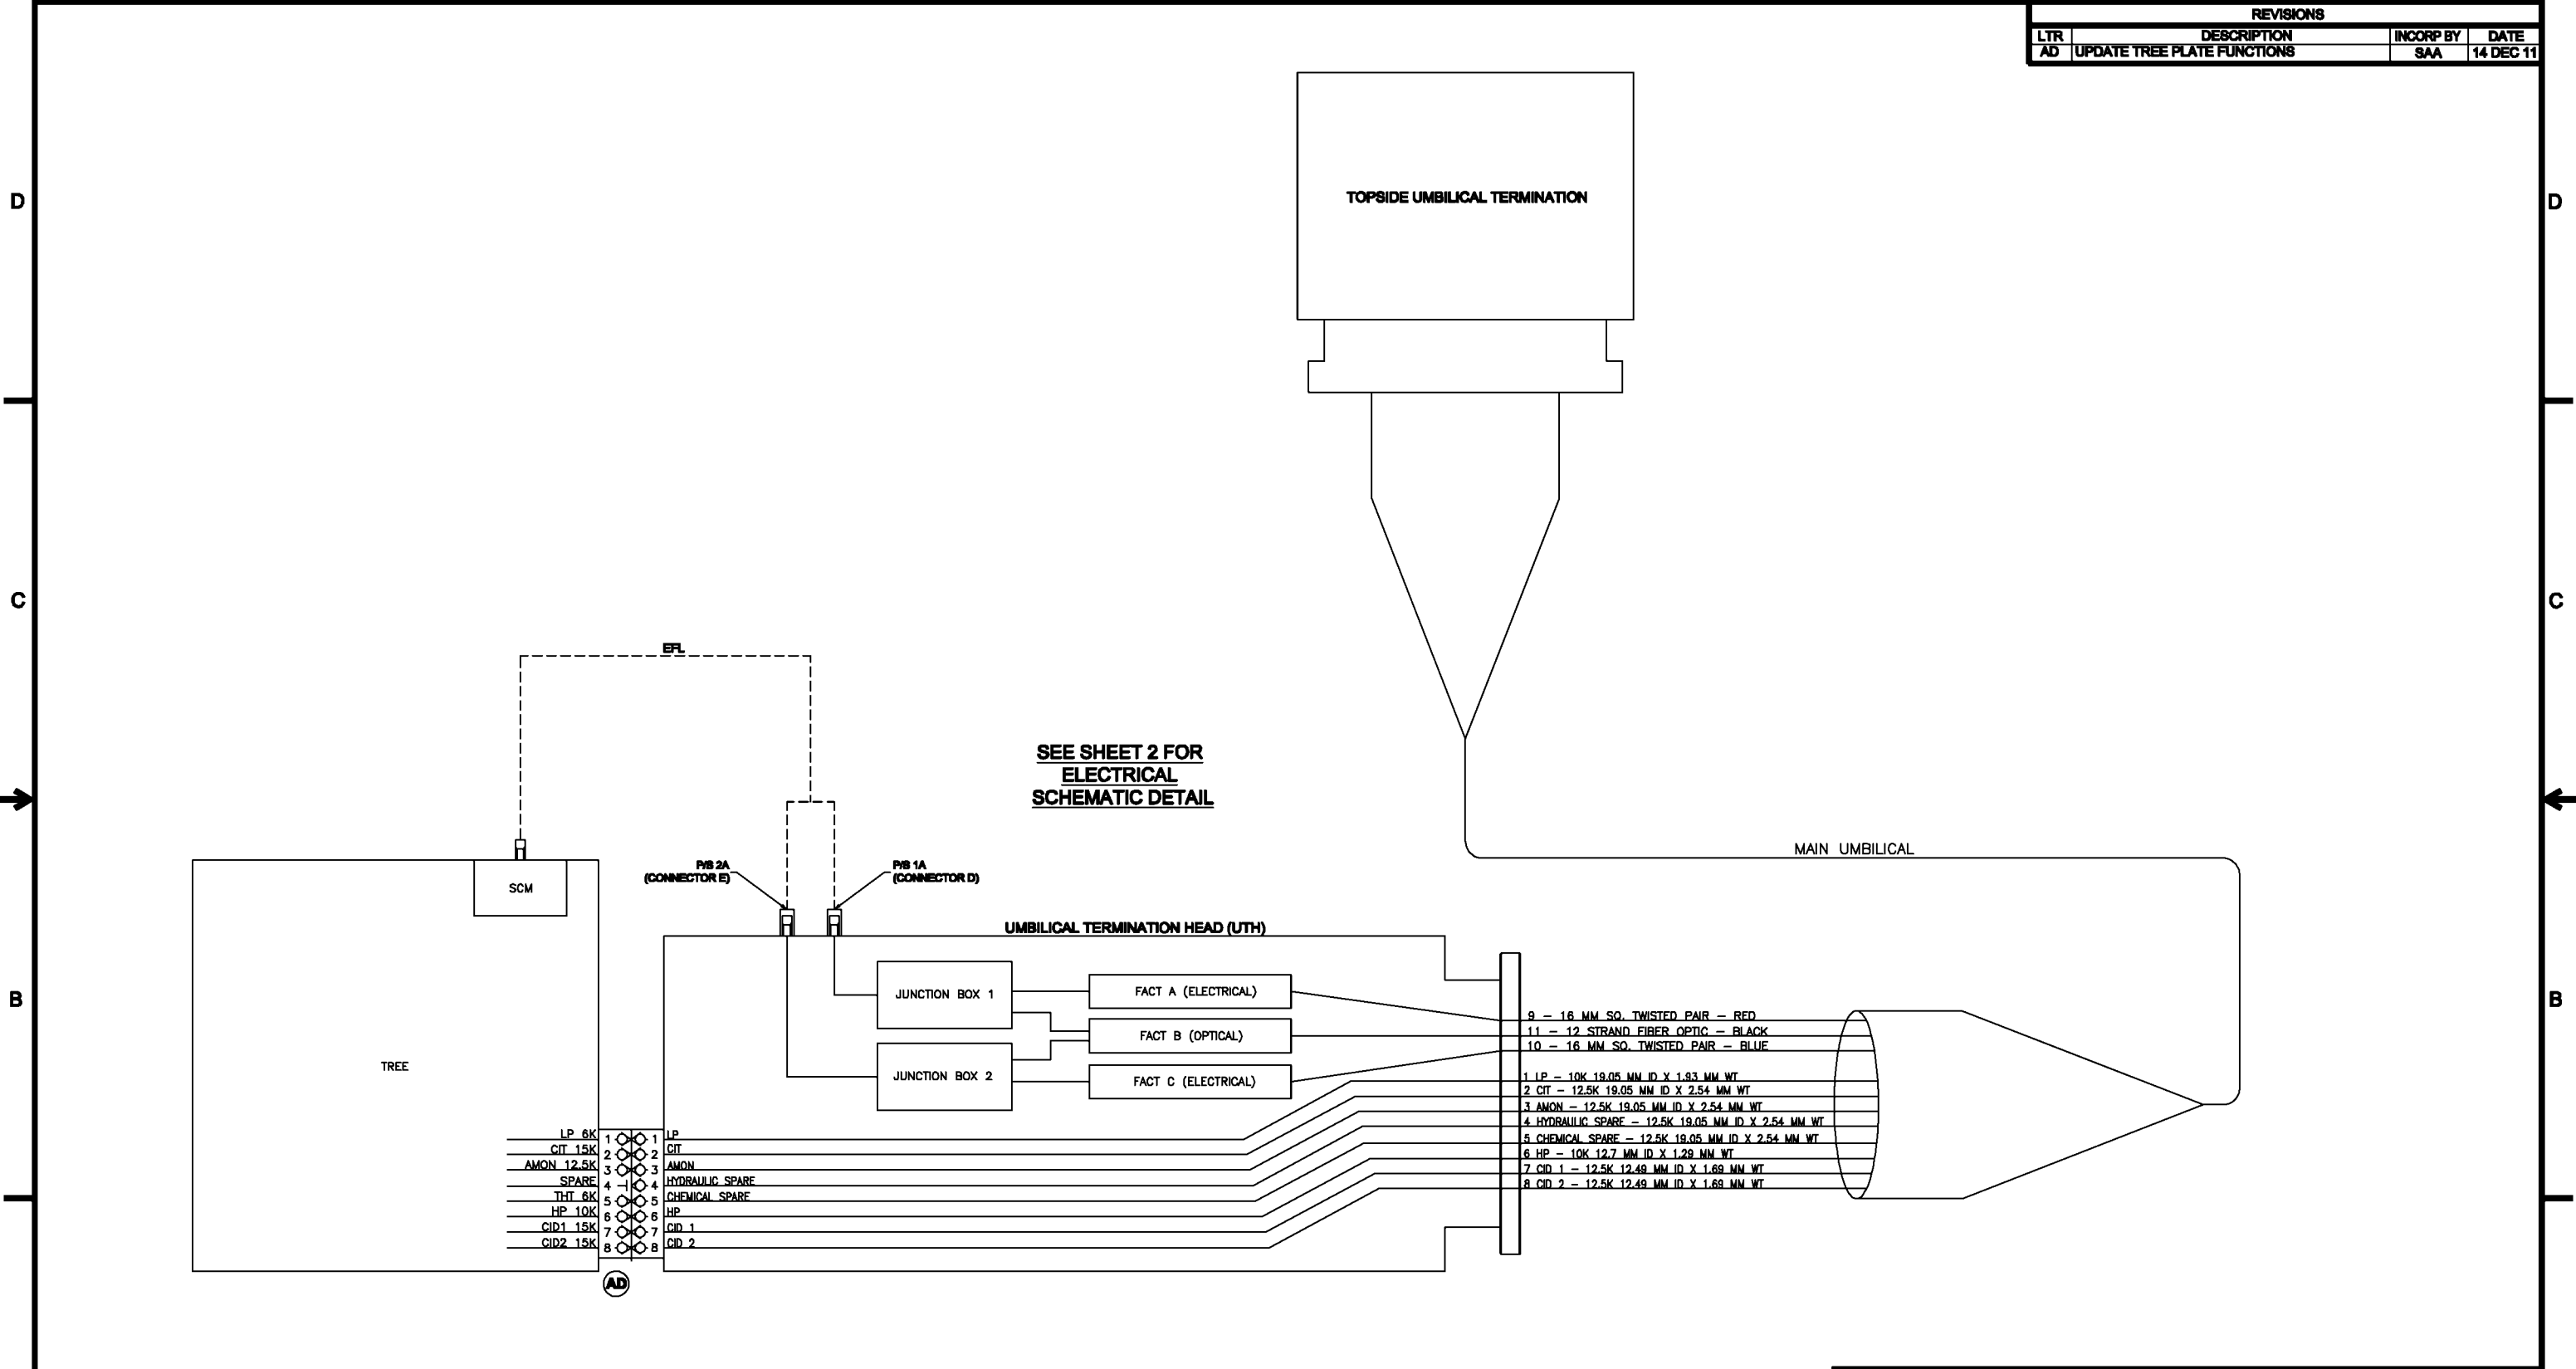 REVISIONS
LTR DESCRIPTION INCORP BY DATE
AD UPDATE TREE PLATE FUNCTIONS SAA 14 DEC 11
TOPSIDE UMBILICAL TERMINATION
D
D
C
C
EFL
SEE SHEET 2 FOR
ELECTRICAL
SCHEMATIC DETAIL
MAIN UMBILICAL
P/S 2A
(CONNECTOR E)
P/S 1A
(CONNECTOR D)
SCM
UMBILICAL TERMINATION HEAD (UTH)
B
B
JUNCTION BOX 1
FACT A (ELECTRICAL)
FACT B (OPTICAL)
JUNCTION BOX 2
FACT C (ELECTRICAL)
TREE
9 - 16 MM SQ. TWISTED PAIR - RED
11 - 12 STRAND FIBER OPTIC - BLACK
10 - 16 MM SQ. TWISTED PAIR - BLUE
1 LP - 10K 19.05 MM ID X 1.93 MM WT
2 CIT - 12.5K 19.05 MM ID X 2.54 MM WT
3 AMON - 12.5K 19.05 MM ID X 2.54 MM WT
4 HYDRAULIC SPARE - 12.5K 19.05 MM ID X 2.54 MM WT
5 CHEMICAL SPARE - 12.5K 19.05 MM ID X 2.54 MM WT
6 HP - 10K 12.7 MM ID X 1.29 MM WT
7 CID 1 - 12.5K 12.49 MM ID X 1.69 MM WT
8 CID 2 - 12.5K 12.49 MM ID X 1.69 MM WT
LP 6K 1 1 LP
CIT 15K 2 2 CIT
AMON 12.5K 3 3 AMON
SPARE 4 4 HYDRAULIC SPARE
THT 6K 5 5 CHEMICAL SPARE
HP 10K 6 6 HP
CID1 15K 7 7 CID 1
CID2 15K 8 8 CID 2
AD